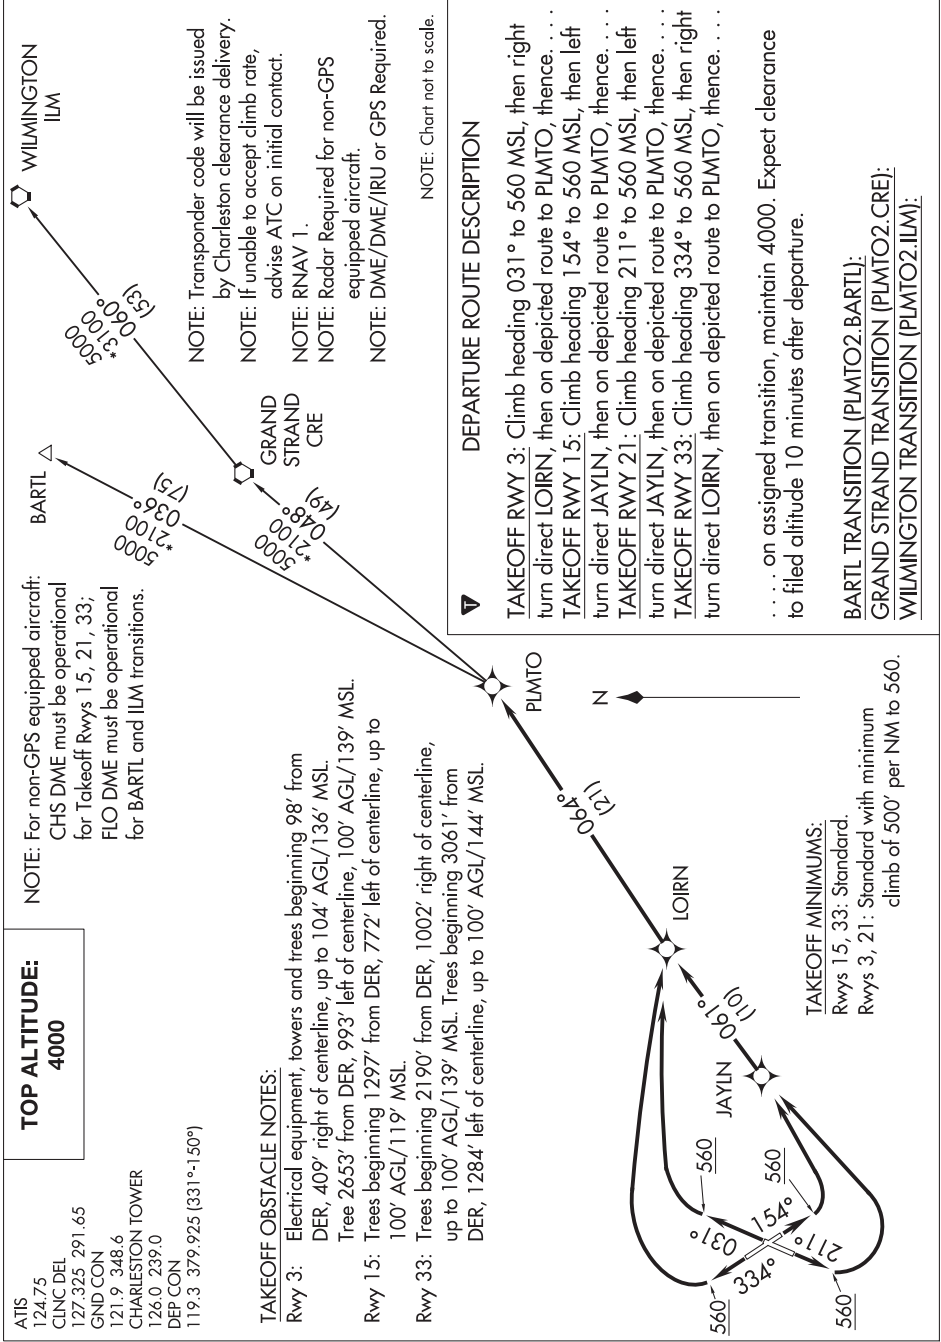 ATIS
124.75
CLNC DEL
127.325 291.65
GND CON
121.9 348.6
CHARLESTON TOWER
126.0 239.0
DEP CON
119.3 379.925 (331°-150°)
TOP ALTITUDE:
4000
NOTE: For non-GPS equipped aircraft:
CHS DME must be operational
for Takeoff Rwys 15, 21, 33;
FLO DME must be operational
for BARTL and ILM transitions.
BARTL
WILMINGTON
ILM
5000
*2100
036°
(75)
5000
*3100
060°
(53)
GRAND
STRAND
CRE
5000
*2100
048°
(49)
NOTE: Transponder code will be issued
by Charleston clearance delivery.
NOTE: If unable to accept climb rate,
advise ATC on initial contact.
NOTE: RNAV 1.
NOTE: Radar Required for non-GPS
equipped aircraft.
NOTE: DME/DME/IRU or GPS Required.
NOTE: Chart not to scale.
TAKEOFF OBSTACLE NOTES:
Rwy 3: Electrical equipment, towers and trees beginning 98' from
DER, 409' right of centerline, up to 104' AGL/136' MSL.
Tree 2653' from DER, 993' left of centerline, 100' AGL/139' MSL.
Rwy 15: Trees beginning 1297' from DER, 772' left of centerline, up to
100' AGL/119' MSL.
Rwy 33: Trees beginning 2190' from DER, 1002' right of centerline,
up to 100' AGL/139' MSL. Trees beginning 3061' from
DER, 1284' left of centerline, up to 100' AGL/144' MSL.
PLMTO
N
064°
(21)
LOIRN
061°
(10)
JAYLN
560
560
560
560
031°
154°
334°
211°
TAKEOFF MINIMUMS:
Rwys 15, 33: Standard.
Rwys 3, 21: Standard with minimum
climb of 500' per NM to 560.
T
DEPARTURE ROUTE DESCRIPTION
TAKEOFF RWY 3: Climb heading 031° to 560 MSL, then right
turn direct LOIRN, then on depicted route to PLMTO, thence. . . .
TAKEOFF RWY 15: Climb heading 154° to 560 MSL, then left
turn direct JAYLN, then on depicted route to PLMTO, thence. . . .
TAKEOFF RWY 21: Climb heading 211° to 560 MSL, then left
turn direct JAYLN, then on depicted route to PLMTO, thence. . . .
TAKEOFF RWY 33: Climb heading 334° to 560 MSL, then right
turn direct LOIRN, then on depicted route to PLMTO, thence. . . .
. . . . on assigned transition, maintain 4000. Expect clearance
to filed altitude 10 minutes after departure.
BARTL TRANSITION (PLMTO2.BARTL):
GRAND STRAND TRANSITION (PLMTO2.CRE):
WILMINGTON TRANSITION (PLMTO2.ILM):